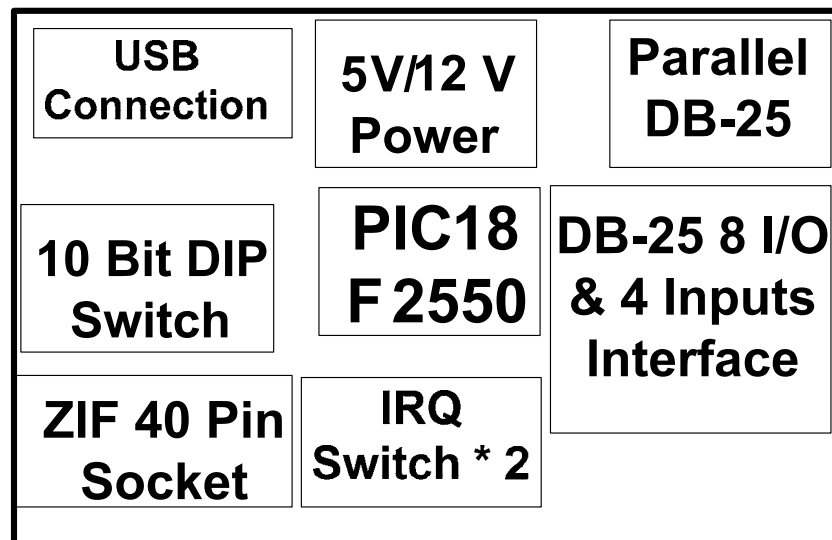 USB
Connection
5V/12 V
Power
Parallel
DB-25
10 Bit DIP
Switch
PIC18
F 2550
DB-25 8 I/O
& 4 Inputs
Interface
ZIF 40 Pin
Socket
IRQ
Switch * 2